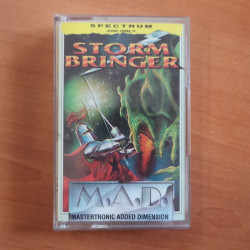 SPECTRUM
STORM
BRINGER
M.A.D.
MASTERTRONIC ADDED DIMENSION